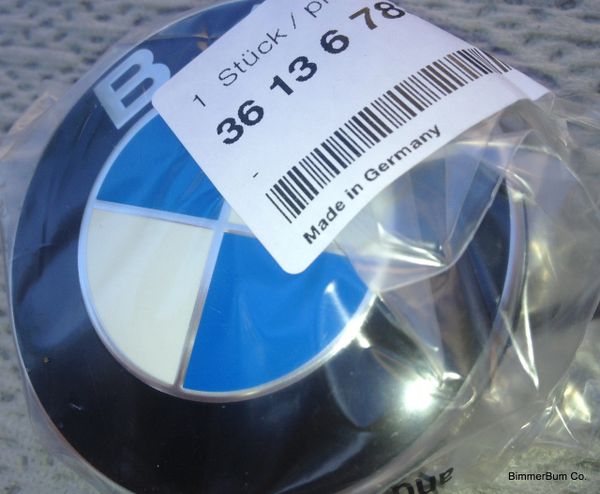 B
1 Stück /
36 13 6 78
Made in Germany
BimmerBum Co.